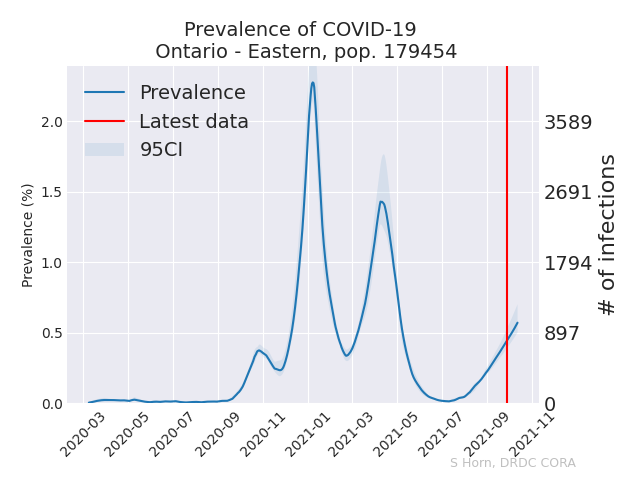 Prevalence of COVID-19
Ontario - Eastern, pop. 179454
Prevalence
Latest data
95CI
Prevalence (%)
2.0
1.5
1.0
0.5
0.0
3589
2691
1794
897
0
# of infections
2020-03
2020-05
2020-07
2020-09
2020-11
2021-01
2021-03
2021-05
2021-07
2021-09
2021-11
S Horn, DRDC CORA